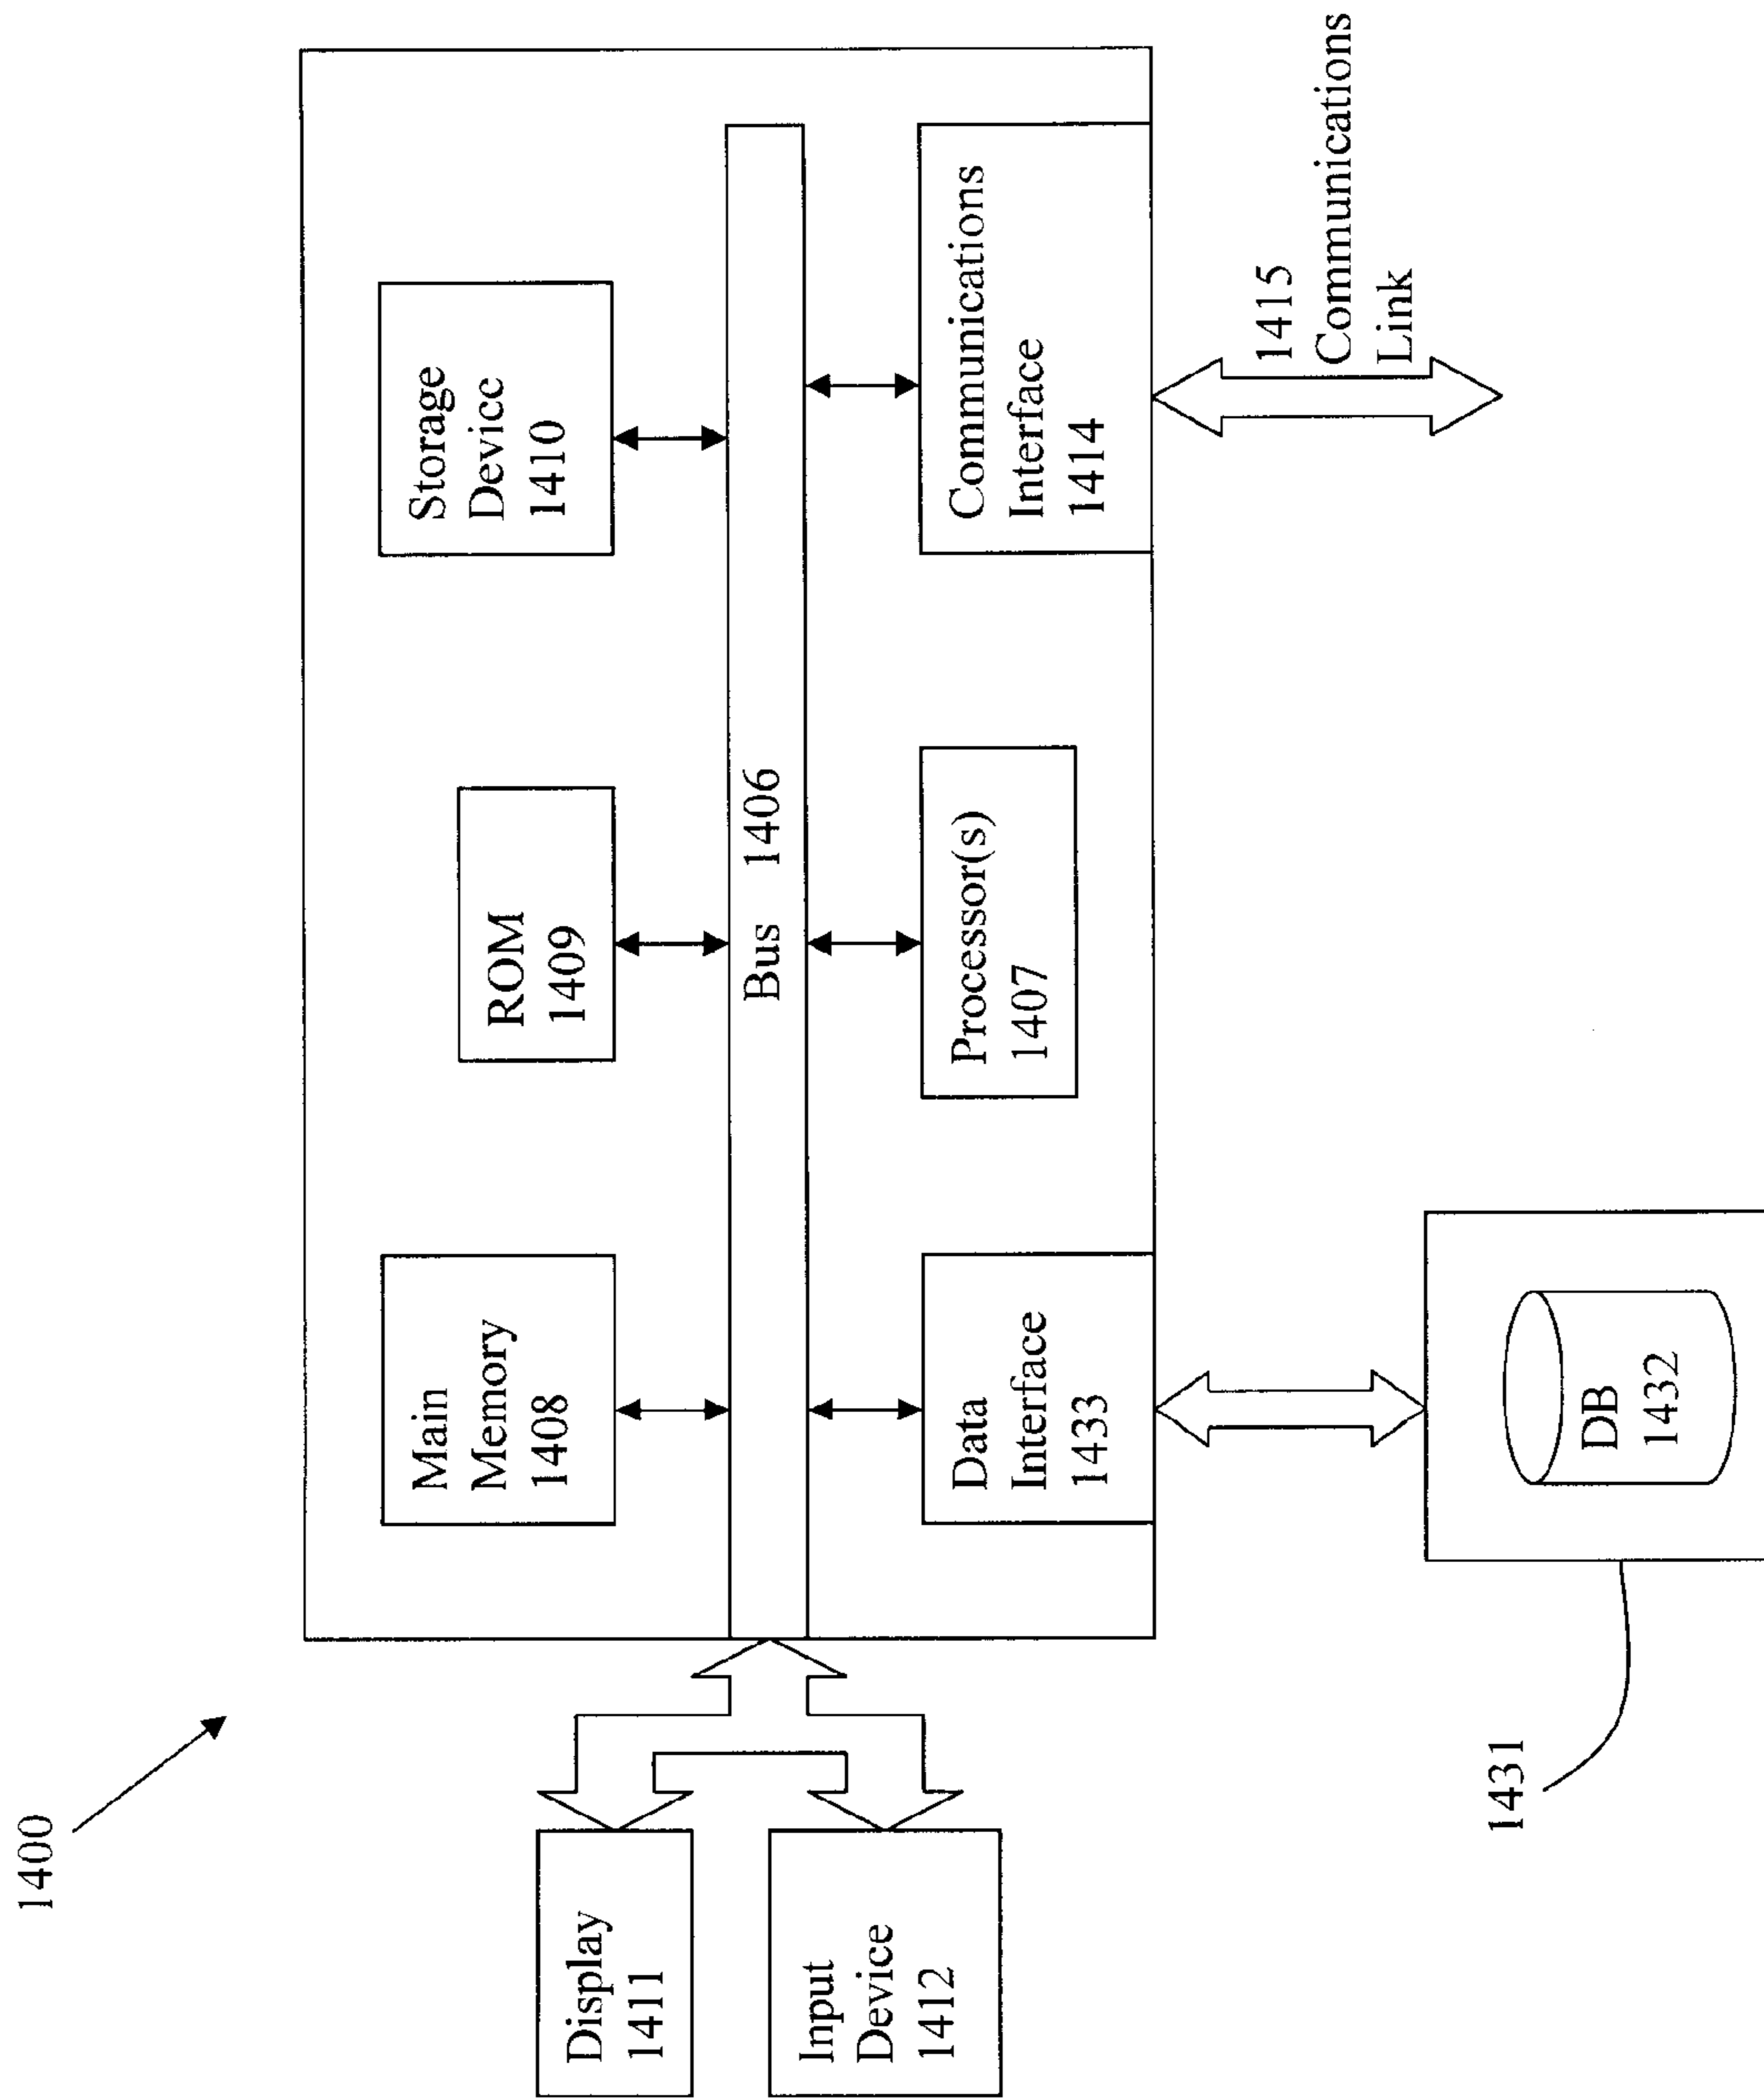 1400
Main
Memory
1408
ROM
1409
Storage
Device
1410
Display
1411
Bus 1406
Input
Device
1412
Data
Interface
1433
Processor(s)
1407
Communications
Interface
1414
1415
Communications
Link
1431
DB
1432